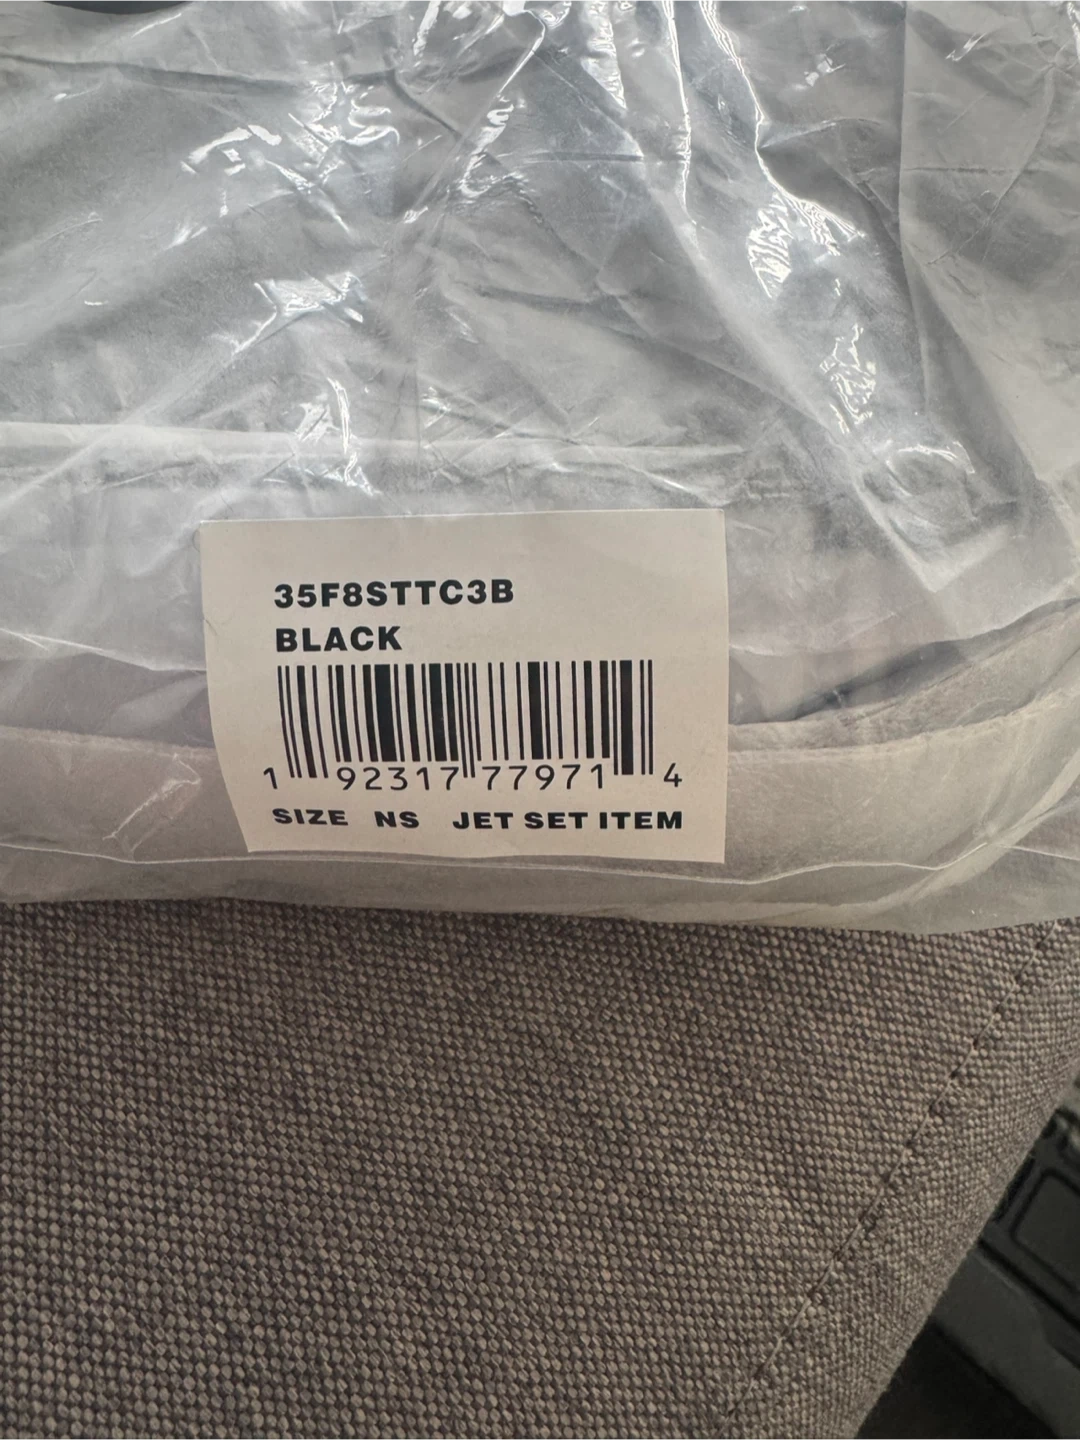 35F8STTC3B
BLACK
1 92317 77971 4
SIZE NS JET SET ITEM